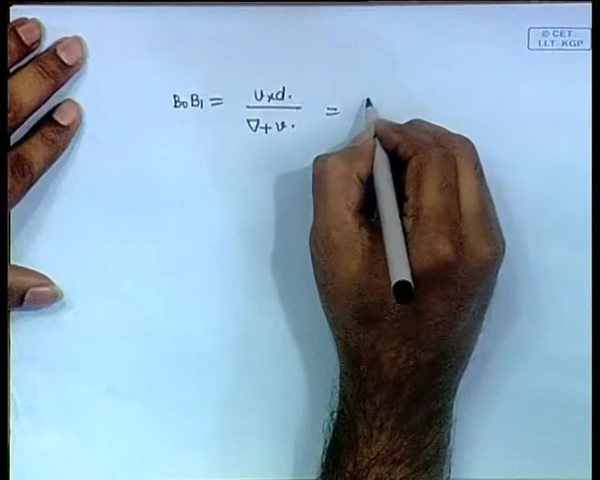 © CET
I.I.T. KGP
B₀B₁ = v×d. / ∇+v. =